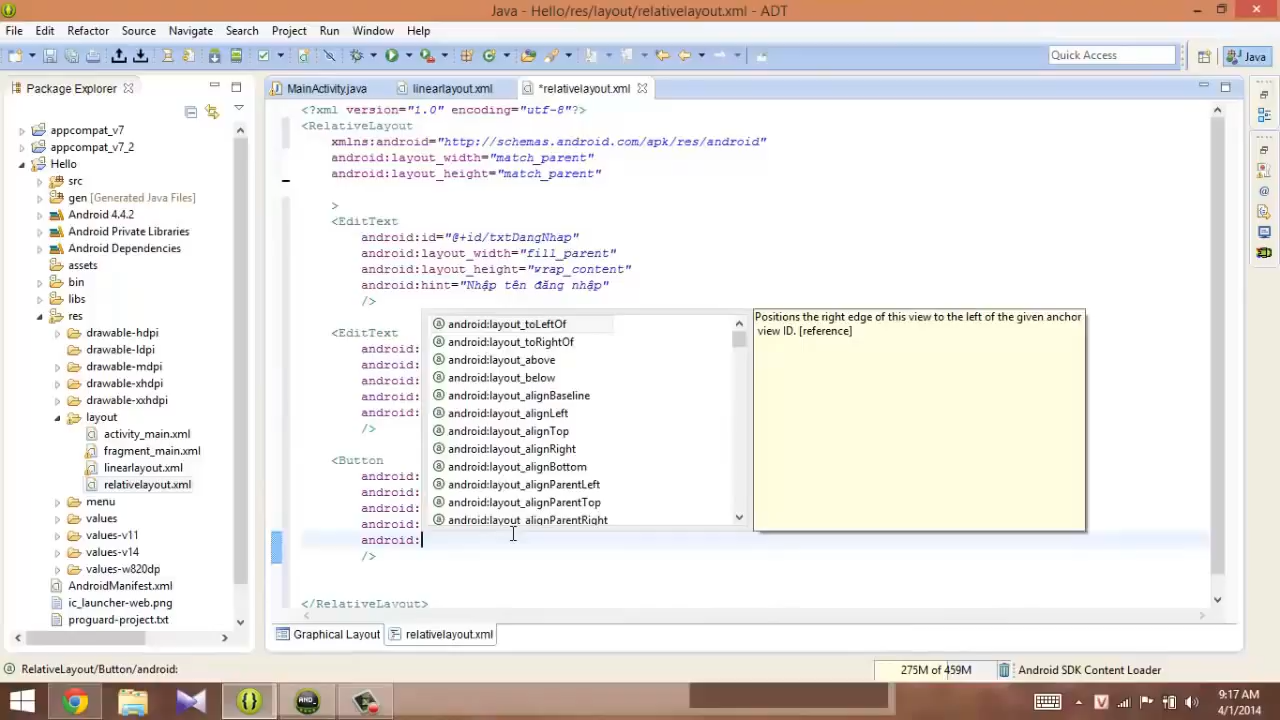 Java - Hello/res/layout/relativelayout.xml - ADT
File Edit Refactor Source Navigate Search Project Run Window Help
Quick Access
Java
Package Explorer
MainActivity.java
linearlayout.xml
*relativelayout.xml
appcompat_v7
appcompat_v7_2
Hello
src
gen [Generated Java Files]
Android 4.4.2
Android Private Libraries
Android Dependencies
assets
bin
libs
res
drawable-hdpi
drawable-ldpi
drawable-mdpi
drawable-xhdpi
drawable-xxhdpi
layout
activity_main.xml
fragment_main.xml
linearlayout.xml
relativelayout.xml
menu
values
values-v11
values-v14
values-w820dp
AndroidManifest.xml
ic_launcher-web.png
proguard-project.txt
<?xml version="1.0" encoding="utf-8"?>
<RelativeLayout
xmlns:android="http://schemas.android.com/apk/res/android"
android:layout_width="match_parent"
android:layout_height="match_parent"
>
<EditText
android:id="@+id/txtDangNhap"
android:layout_width="fill_parent"
android:layout_height="wrap_content"
android:hint="Nhập tên đăng nhập"
/>
<EditText
android:
android:
android:
android:
android:
/>
<Button
android:
android:
android:
android:
android:
/>
</RelativeLayout>
android:layout_toLeftOf
android:layout_toRightOf
android:layout_above
android:layout_below
android:layout_alignBaseline
android:layout_alignLeft
android:layout_alignTop
android:layout_alignRight
android:layout_alignBottom
android:layout_alignParentLeft
android:layout_alignParentTop
android:layout_alignParentRight
Positions the right edge of this view to the left of the given anchor
view ID. [reference]
Graphical Layout
relativelayout.xml
RelativeLayout/Button/android:
275M of 459M
Android SDK Content Loader
9:17 AM
4/1/2014